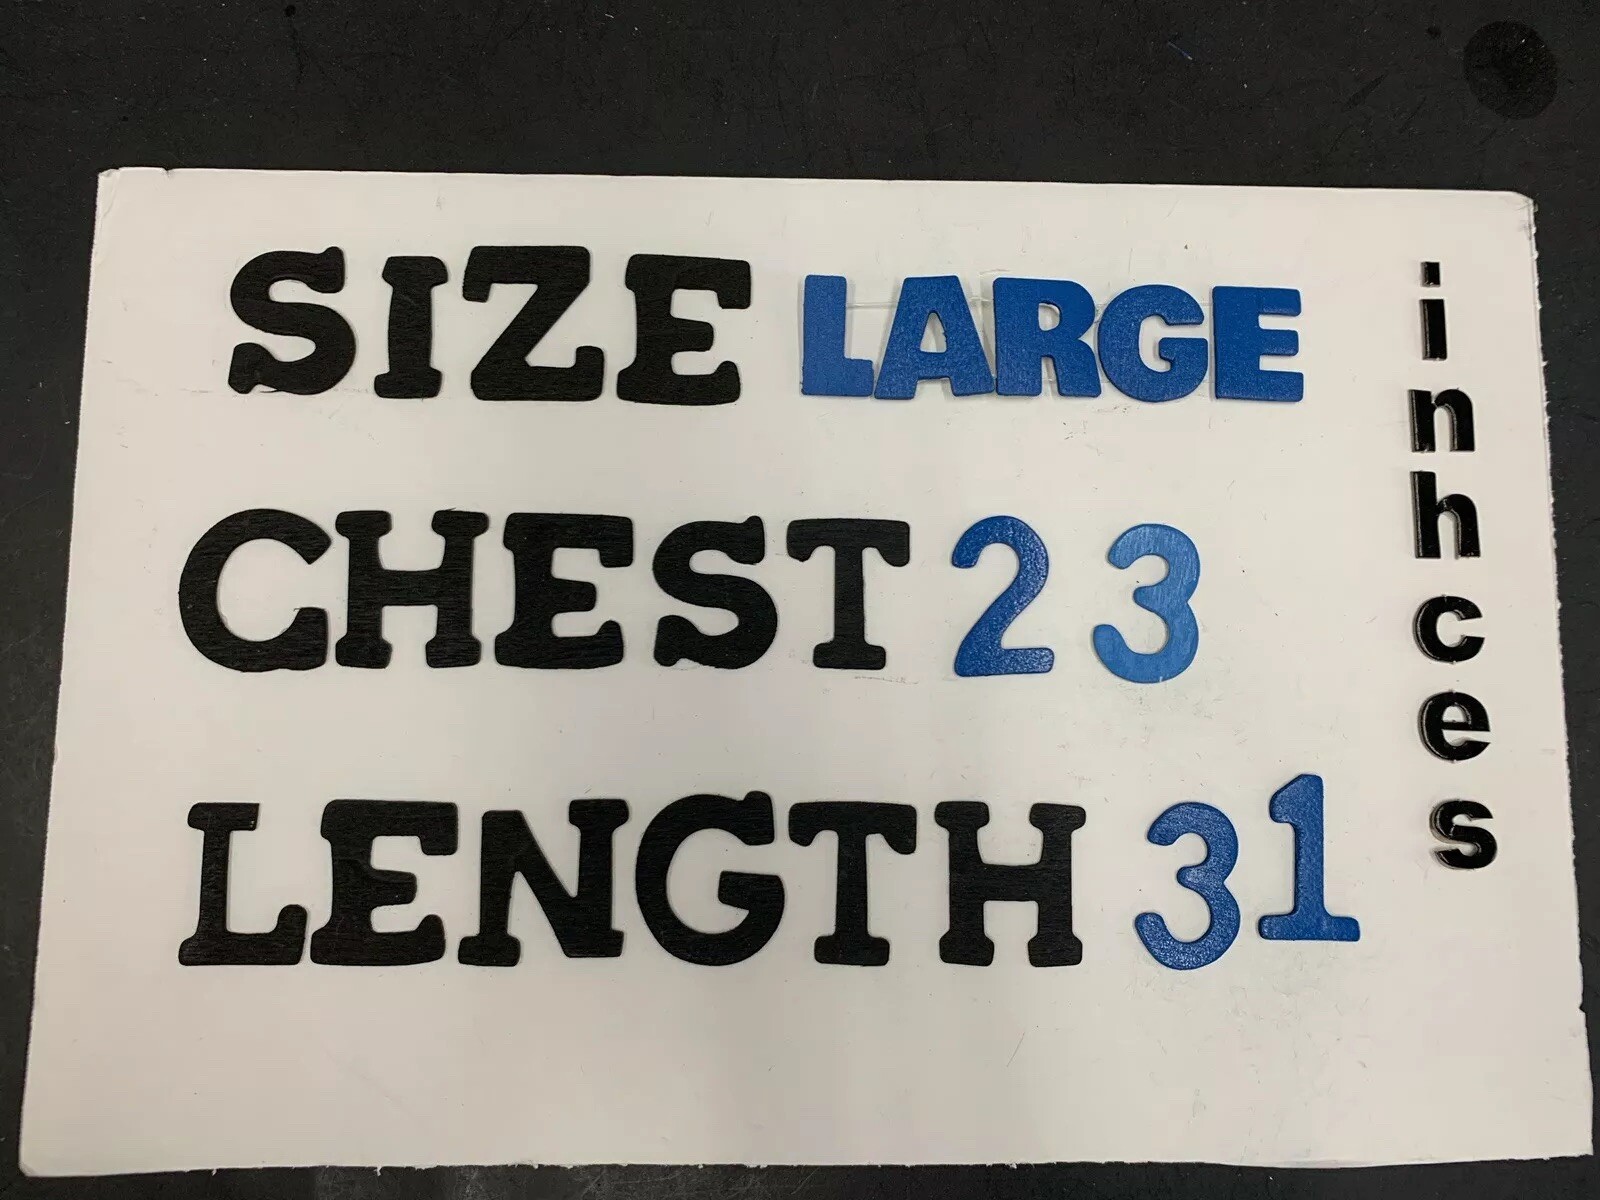 SIZE LARGE
CHEST 23
LENGTH 31
inhces